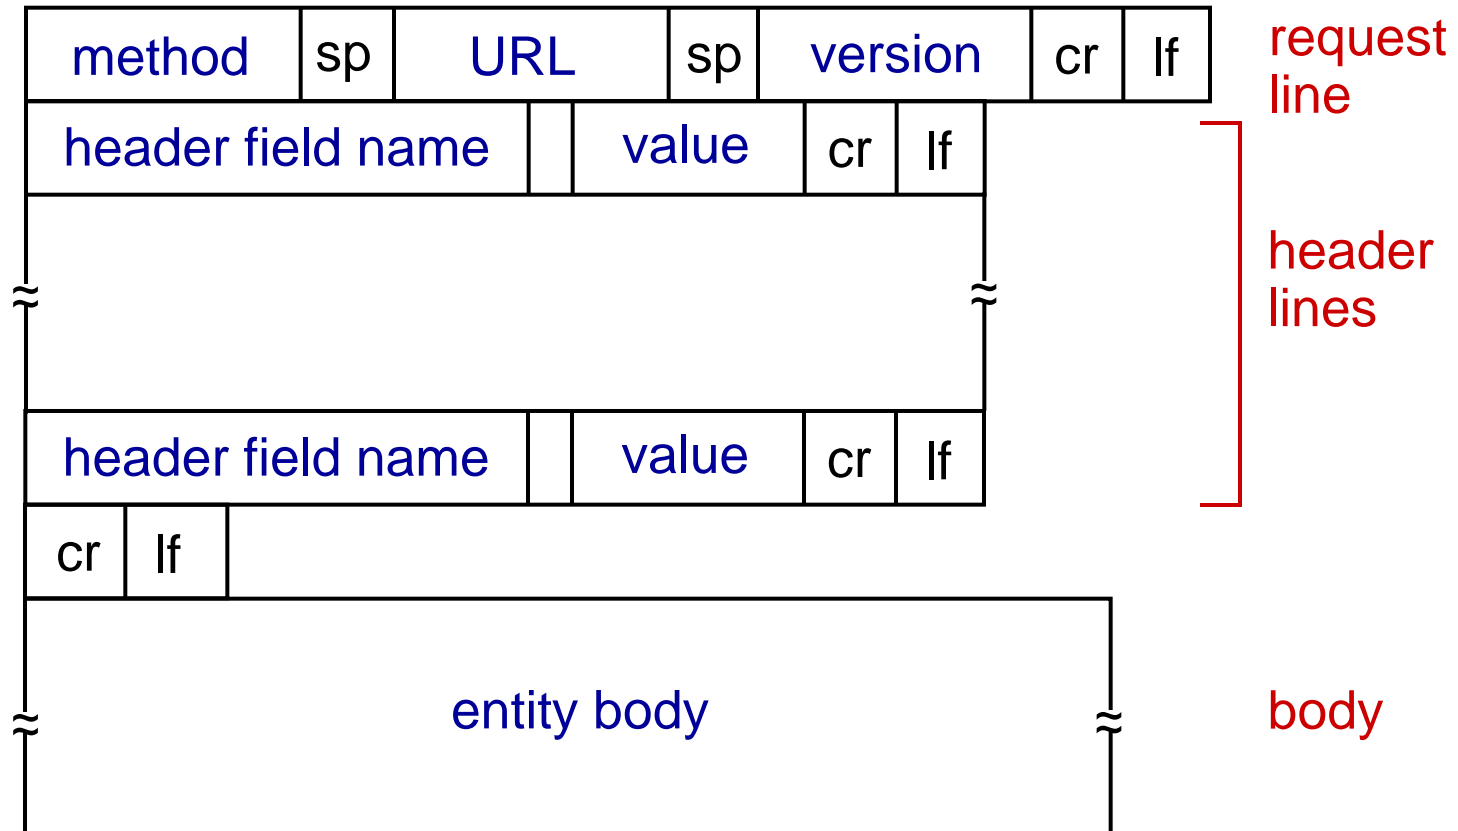 method sp URL sp version cr lf request
line
header field name value cr lf
header
lines
header field name value cr lf
cr lf
entity body body